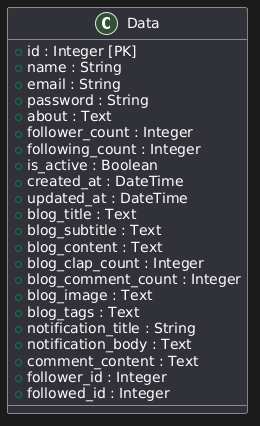 C Data
id : Integer [PK]
name : String
email : String
password : String
about : Text
follower_count : Integer
following_count : Integer
is_active : Boolean
created_at : DateTime
updated_at : DateTime
blog_title : Text
blog_subtitle : Text
blog_content : Text
blog_clap_count : Integer
blog_comment_count : Integer
blog_image : Text
blog_tags : Text
notification_title : String
notification_body : Text
comment_content : Text
follower_id : Integer
followed_id : Integer